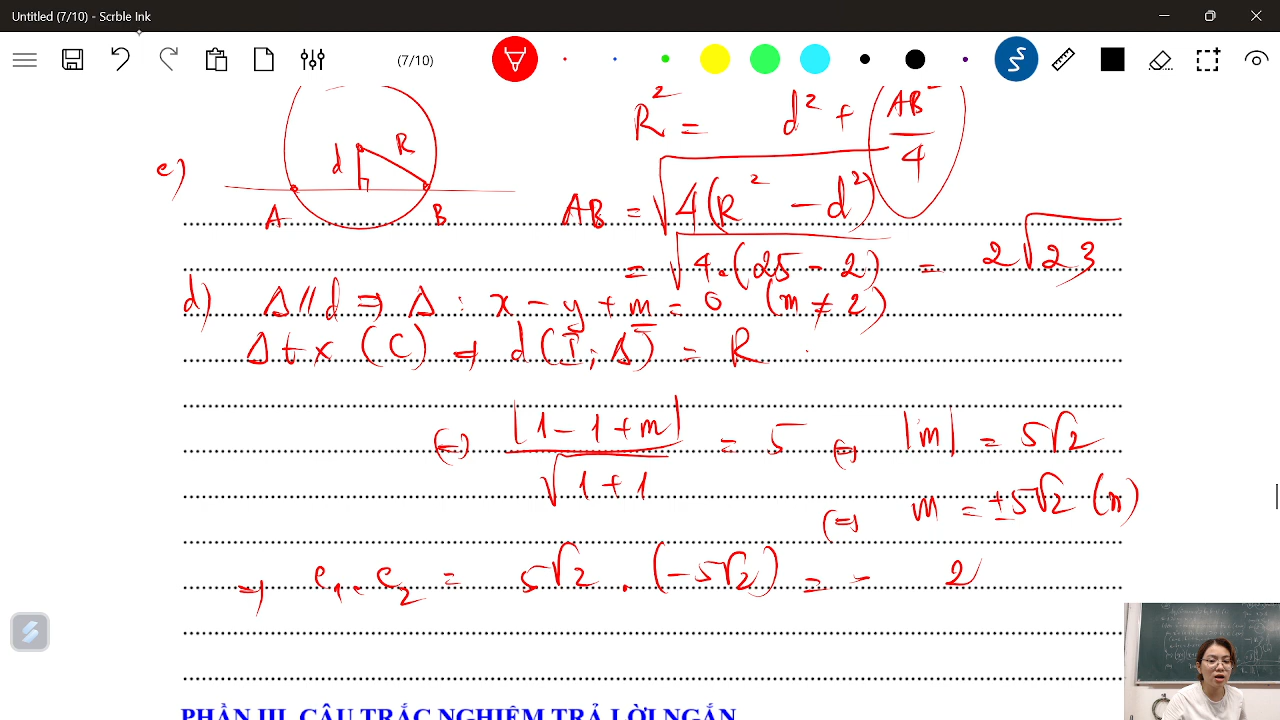 Untitled (7/10) - Scrble Ink
(7/10)
R² = d² + AB²/4
c)
d R
A B
AB = √4(R² - d²)
= √4.(25 - 2) = 2√23
d) Δ // d ⇒ Δ : x - y + m = 0 (m ≠ 2)
Δ tx (C) ⇒ d(I; Δ) = R
⇔ |1 - 1 + m| / √1 + 1 = 5 ⇔ |m| = 5√2
⇔ m = ±5√2 (n)
⇒ c₁ . c₂ = 5√2 . (-5√2) = - 2
PHẦN III. CÂU TRẮC NGHIỆM TRẢ LỜI NGẮN